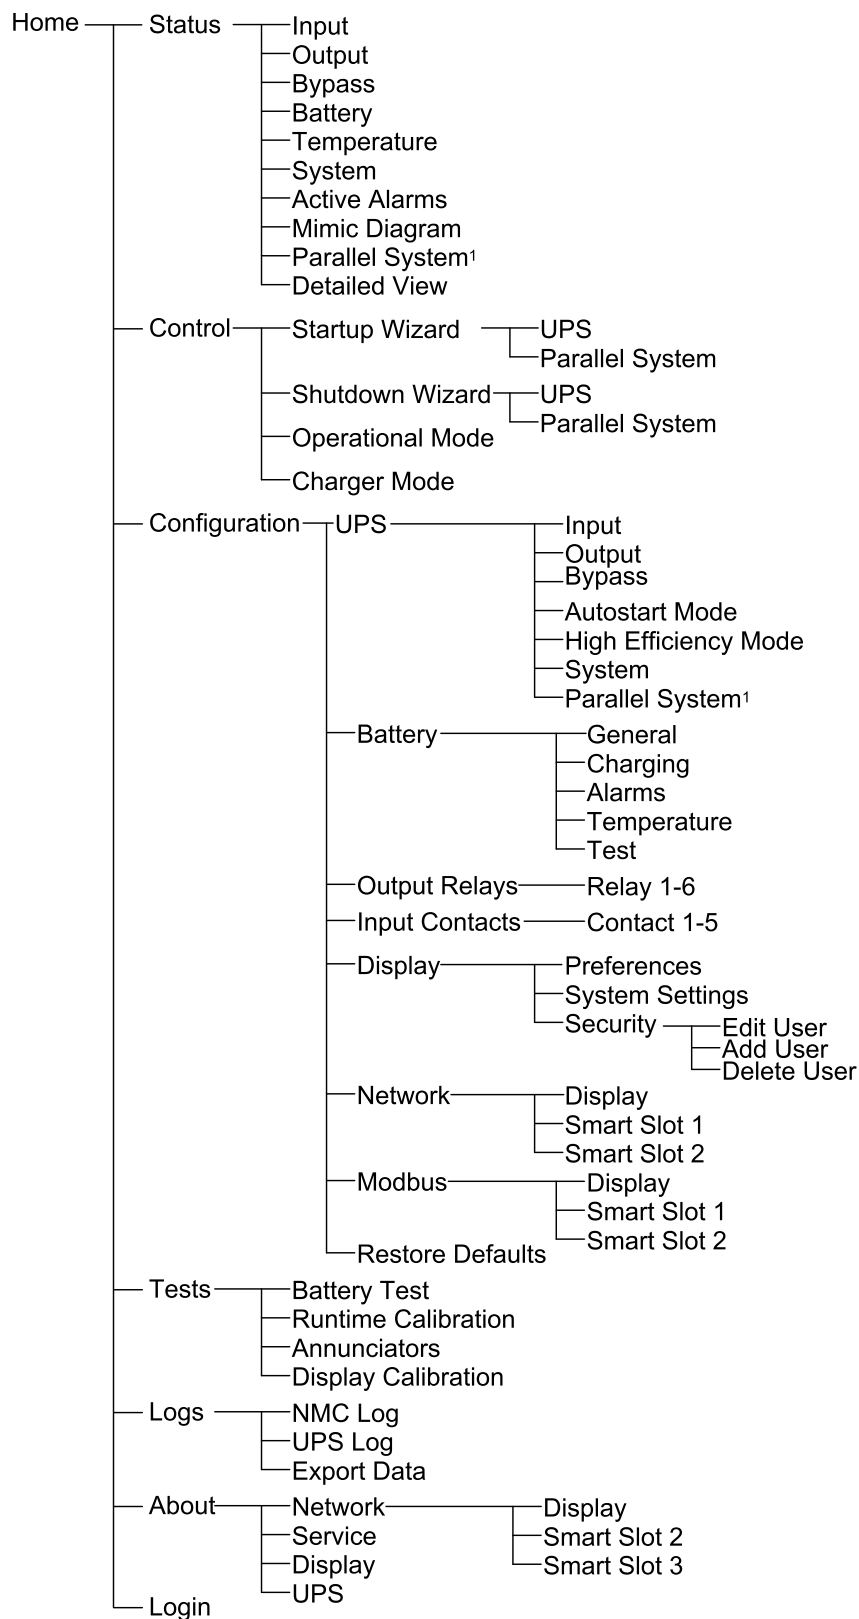 Home
Status
Input
Output
Bypass
Battery
Temperature
System
Active Alarms
Mimic Diagram
Parallel System¹
Detailed View
Control
Startup Wizard
UPS
Parallel System
Shutdown Wizard
UPS
Parallel System
Operational Mode
Charger Mode
Configuration
UPS
Input
Output
Bypass
Autostart Mode
High Efficiency Mode
System
Parallel System¹
Battery
General
Charging
Alarms
Temperature
Test
Output Relays
Relay 1-6
Input Contacts
Contact 1-5
Display
Preferences
System Settings
Security
Edit User
Add User
Delete User
Network
Display
Smart Slot 1
Smart Slot 2
Modbus
Display
Smart Slot 1
Smart Slot 2
Restore Defaults
Tests
Battery Test
Runtime Calibration
Annunciators
Display Calibration
Logs
NMC Log
UPS Log
Export Data
About
Network
Display
Smart Slot 2
Smart Slot 3
Service
Display
UPS
Login